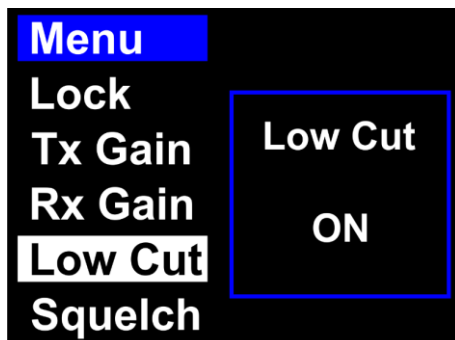 Menu
Lock
Tx Gain
Rx Gain
Low Cut
Squelch
Low Cut
ON